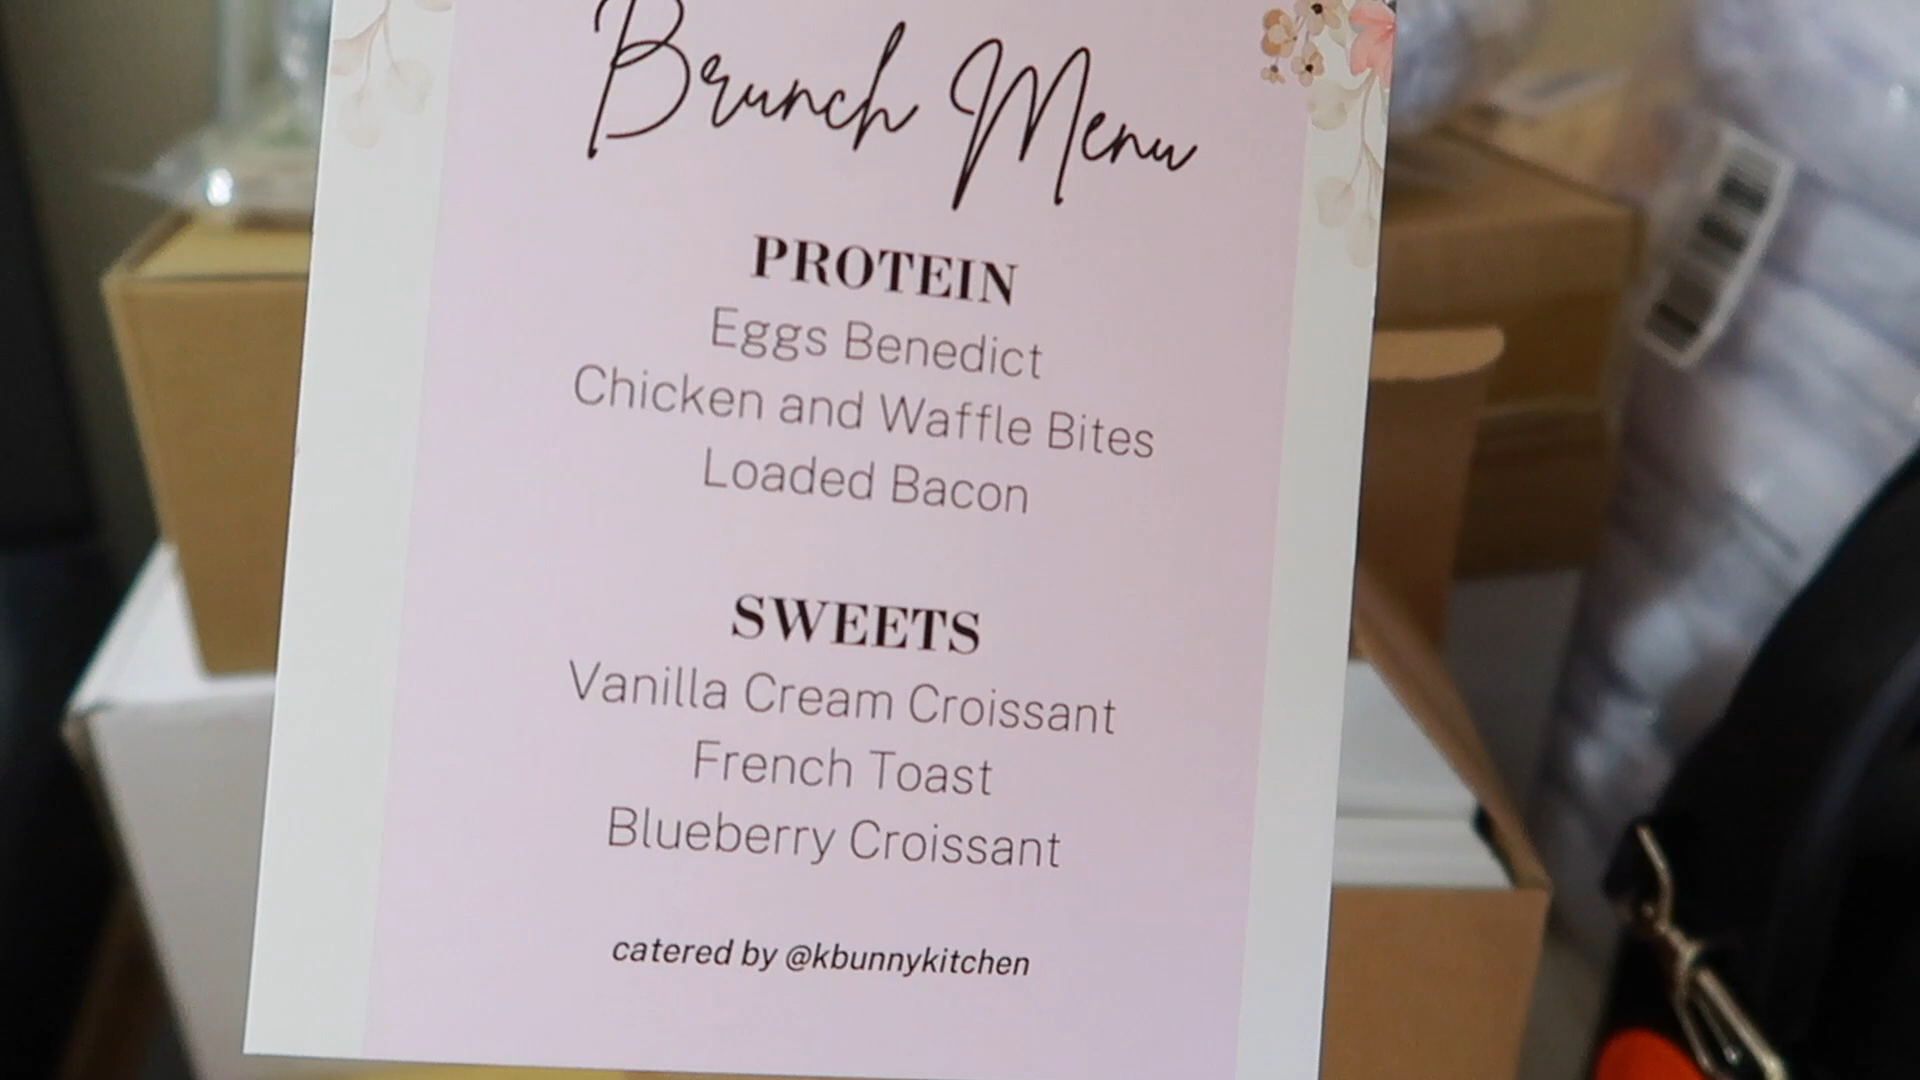 Brunch Menu
PROTEIN
Eggs Benedict
Chicken and Waffle Bites
Loaded Bacon
SWEETS
Vanilla Cream Croissant
French Toast
Blueberry Croissant
catered by @kbunnykitchen